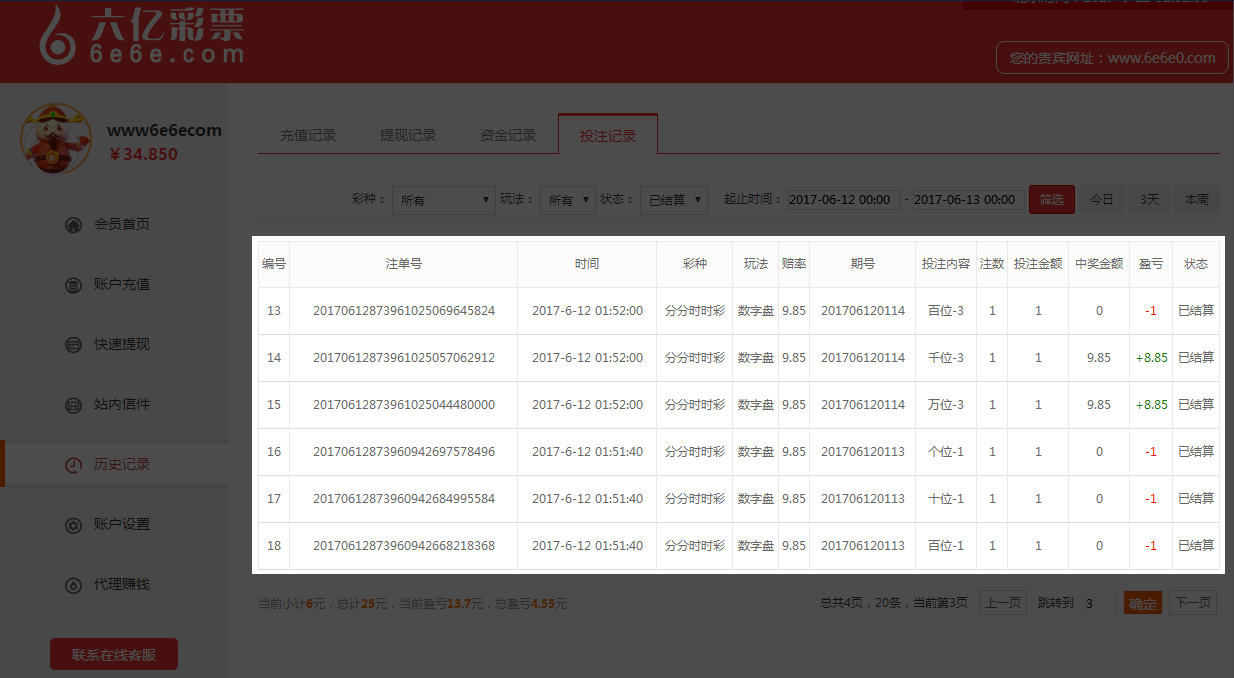 六亿彩票
6e6e.com
您的贵宾网址：www.6e6e0.com
www6e6ecom
￥34.850
会员首页
账户充值
快速提现
站内信件
历史记录
账户设置
代理赚钱
联系在线客服
充值记录 提现记录 资金记录 投注记录
彩种： 所有 玩法： 所有 状态： 已结算 起止时间： 2017-06-12 00:00 - 2017-06-13 00:00 筛选 今日 3天 本周
编号 注单号 时间 彩种 玩法 赔率 期号 投注内容 注数 投注金额 中奖金额 盈亏 状态
13 20170612873961025069645824 2017-6-12 01:52:00 分分时时彩 数字盘 9.85 201706120114 百位-3 1 1 0 -1 已结算
14 20170612873961025057062912 2017-6-12 01:52:00 分分时时彩 数字盘 9.85 201706120114 千位-3 1 1 9.85 +8.85 已结算
15 20170612873961025044480000 2017-6-12 01:52:00 分分时时彩 数字盘 9.85 201706120114 万位-3 1 1 9.85 +8.85 已结算
16 20170612873960942697578496 2017-6-12 01:51:40 分分时时彩 数字盘 9.85 201706120113 个位-1 1 1 0 -1 已结算
17 20170612873960942684995584 2017-6-12 01:51:40 分分时时彩 数字盘 9.85 201706120113 十位-1 1 1 0 -1 已结算
18 20170612873960942668218368 2017-6-12 01:51:40 分分时时彩 数字盘 9.85 201706120113 百位-1 1 1 0 -1 已结算
当前小计6元，总计25元，当前盈亏13.7元，总盈亏4.55元
总共4页，20条，当前第3页 上一页 跳转到 3 确定 下一页